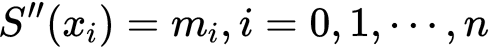 S''(x_i) = m_i, i = 0, 1, ⋯, n